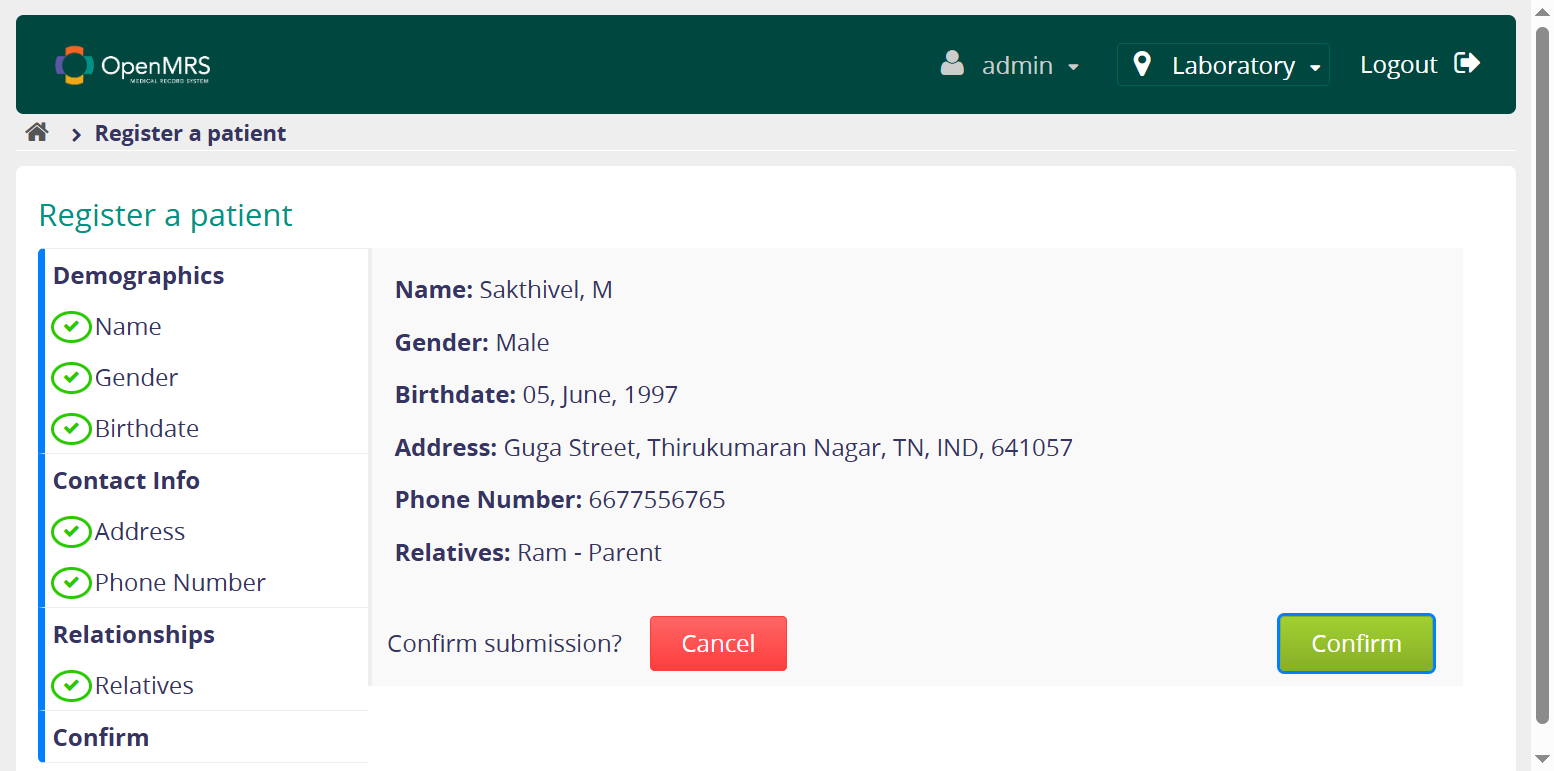 OpenMRS
MEDICAL RECORD SYSTEM
admin
Laboratory
Logout
Register a patient
Register a patient
Demographics
Name
Gender
Birthdate
Contact Info
Address
Phone Number
Relationships
Relatives
Confirm
Name: Sakthivel, M
Gender: Male
Birthdate: 05, June, 1997
Address: Guga Street, Thirukumaran Nagar, TN, IND, 641057
Phone Number: 6677556765
Relatives: Ram - Parent
Confirm submission?
Cancel
Confirm